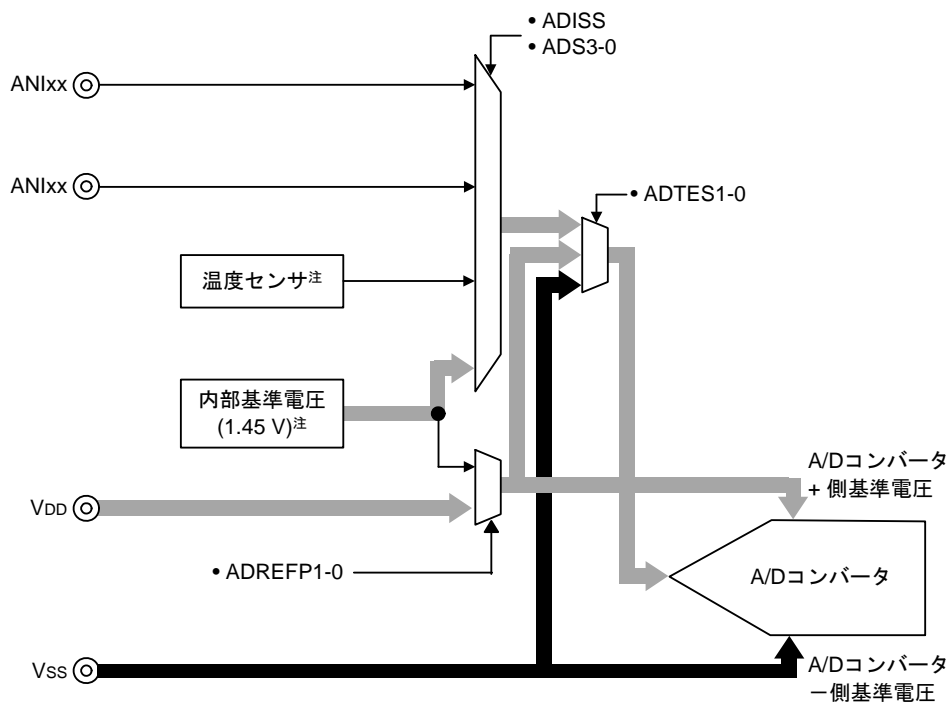 • ADISS
• ADS3-0
ANIxx
ANIxx
• ADTES1-0
温度センサ注
内部基準電圧
(1.45 V)注
A/Dコンバータ
+ 側基準電圧
VDD
• ADREFP1-0
A/Dコンバータ
VSS
A/Dコンバータ
－側基準電圧